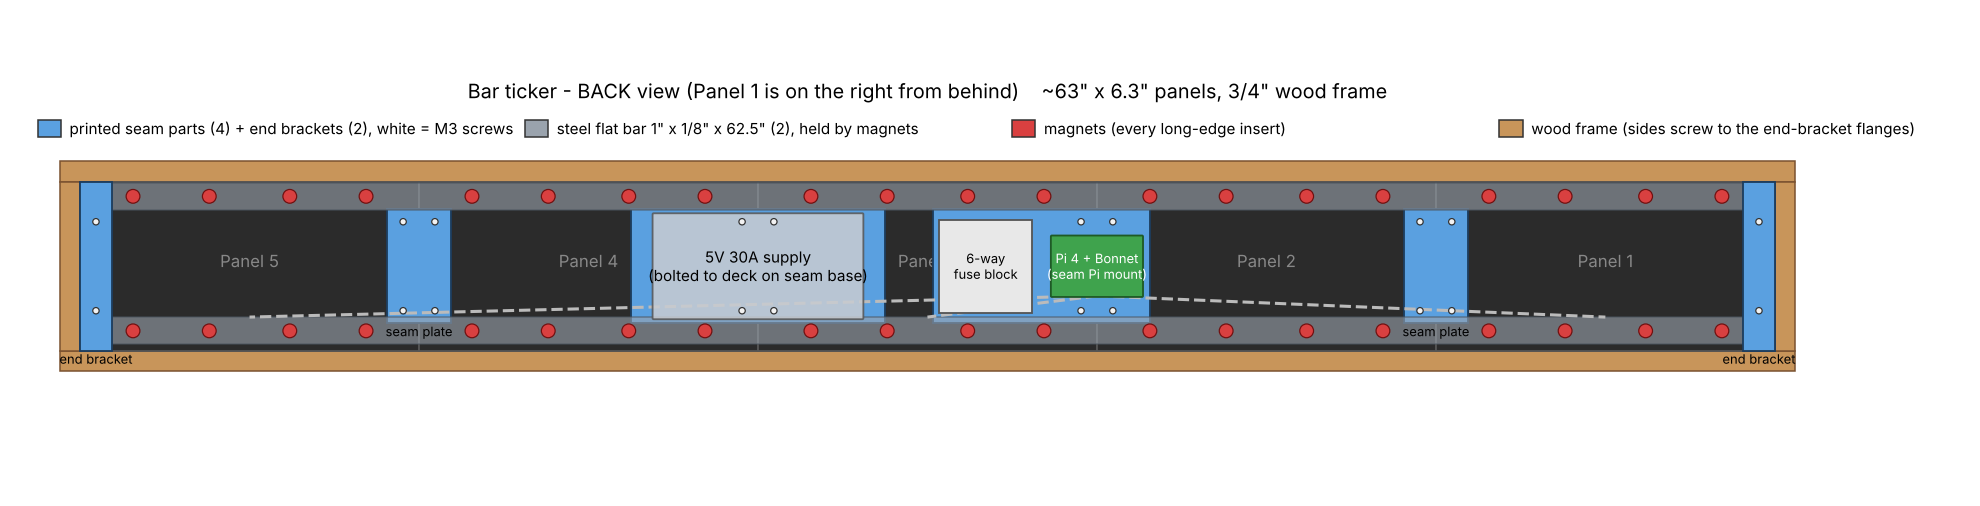 Bar ticker - BACK view (Panel 1 is on the right from behind)    ~63" x 6.3" panels, 3/4" wood frame
printed seam parts (4) + end brackets (2), white = M3 screws
steel flat bar 1" x 1/8" x 62.5" (2), held by magnets
magnets (every long-edge insert)
wood frame (sides screw to the end-bracket flanges)
Panel 5
Panel 4
5V 30A supply
(bolted to deck on seam base)
Pane
6-way
fuse block
Pi 4 + Bonnet
(seam Pi mount)
Panel 2
Panel 1
seam plate
seam plate
end bracket
end bracket